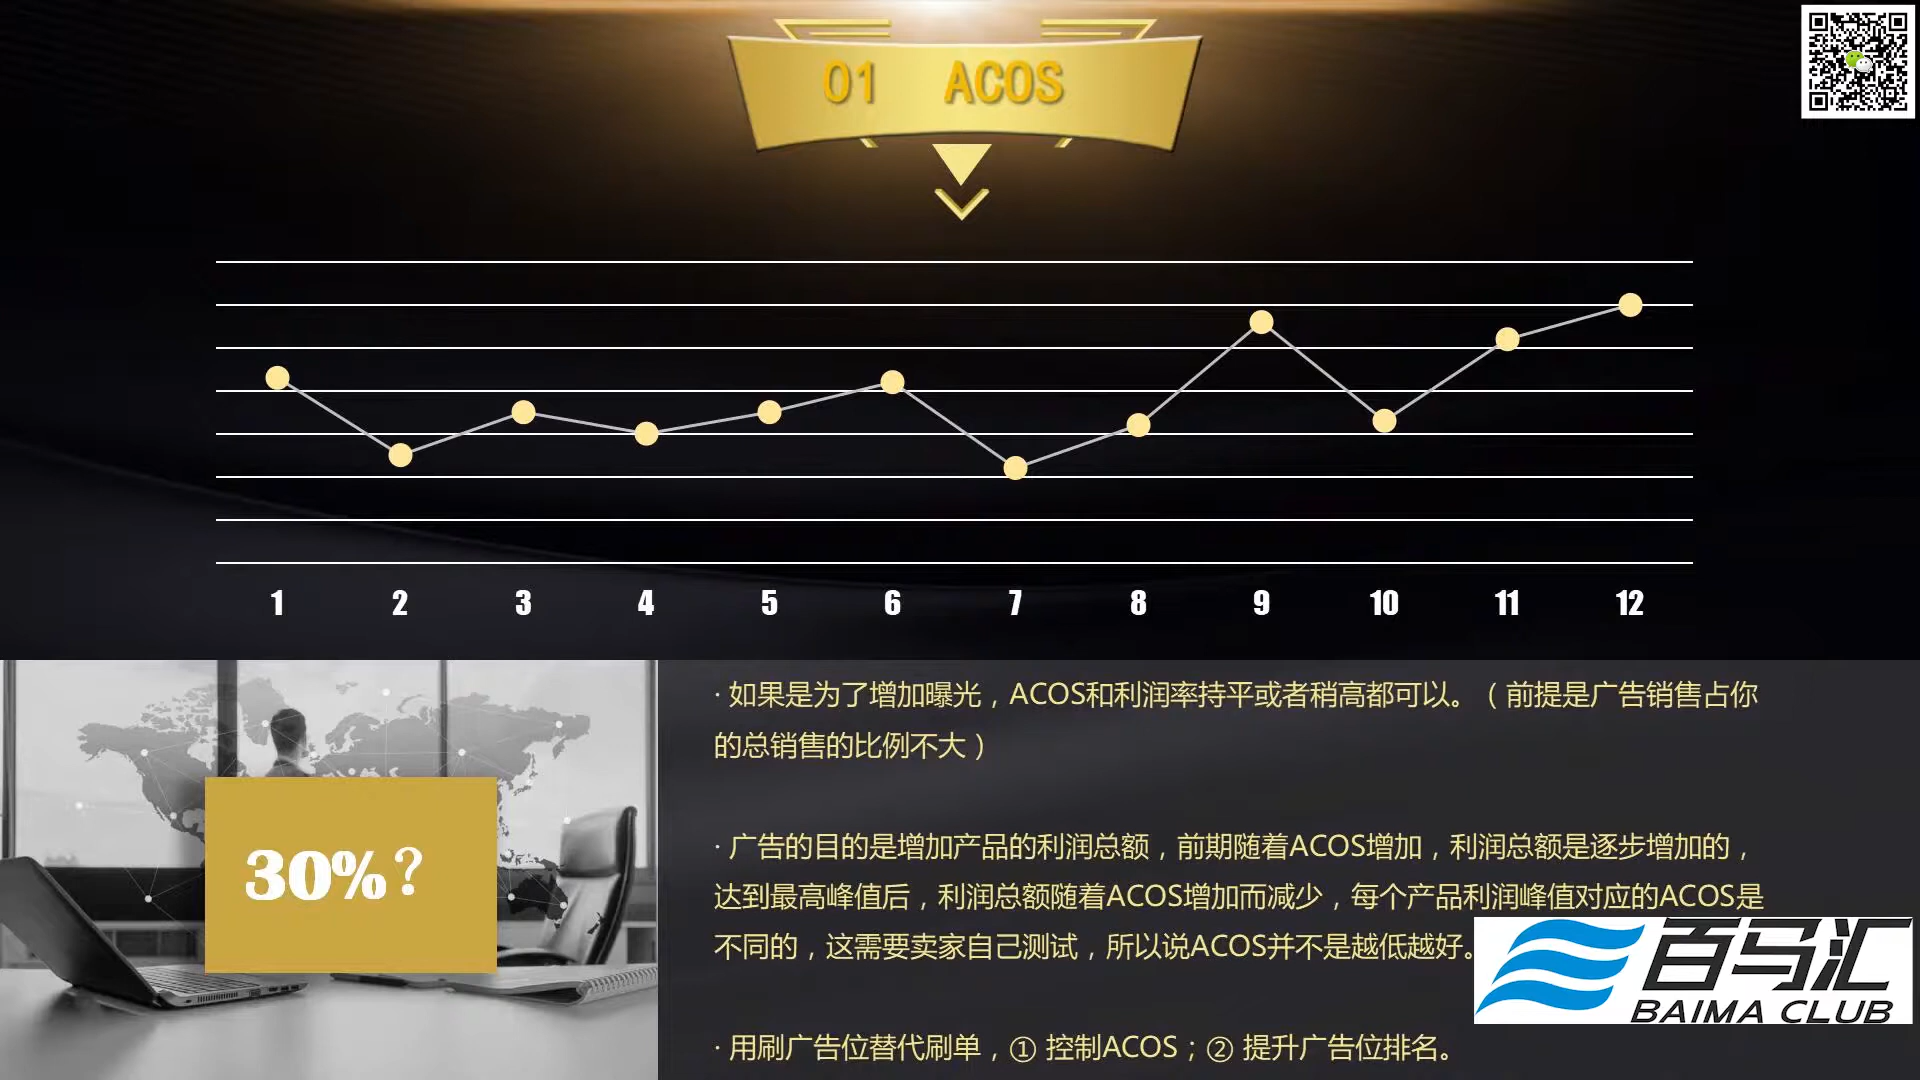 01 ACOS
1 2 3 4 5 6 7 8 9 10 11 12
30%?
· 如果是为了增加曝光，ACOS和利润率持平或者稍高都可以。（前提是广告销售占你
的总销售的比例不大）
· 广告的目的是增加产品的利润总额，前期随着ACOS增加，利润总额是逐步增加的，
达到最高峰值后，利润总额随着ACOS增加而减少，每个产品利润峰值对应的ACOS是
不同的，这需要卖家自己测试，所以说ACOS并不是越低越好。
· 用刷广告位替代刷单，① 控制ACOS；② 提升广告位排名。
百马汇
BAIMA CLUB